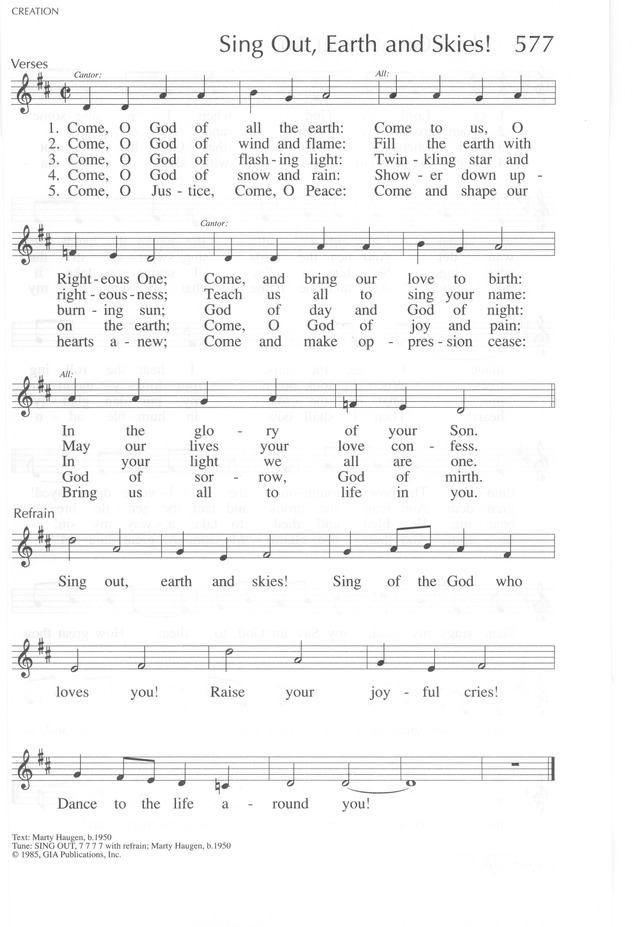 CREATION
Sing Out, Earth and Skies! 577
Verses
Cantor: All:
1. Come, O God of all the earth: Come to us, O
2. Come, O God of wind and flame: Fill the earth with
3. Come, O God of flash - ing light: Twin - kling star and
4. Come, O God of snow and rain: Show - er down up -
5. Come, O Jus - tice, Come, O Peace: Come and shape our
Cantor:
Right - eous One; Come, and bring our love to birth:
right - eous - ness; Teach us all to sing your name:
burn - ing sun; God of day and God of night:
on the earth; Come, O God of joy and pain:
hearts a - new; Come and make op - pres - sion cease:
All:
In the glo - ry of your Son.
May our lives your love con - fess.
In your light we all are one.
God of sor - row, God of mirth.
Bring us all to life in you.
Refrain
Sing out, earth and skies! Sing of the God who
loves you! Raise your joy - ful cries!
Dance to the life a - round you!
Text: Marty Haugen, b.1950
Tune: SING OUT, 7 7 7 7 with refrain; Marty Haugen, b.1950
© 1985, GIA Publications, Inc.